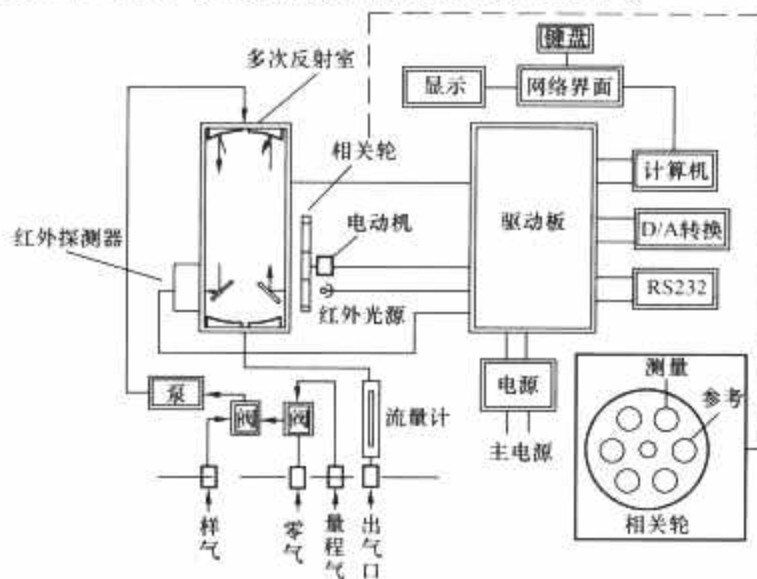 键盘
多次反射室
显示
网络界面
相关轮
计算机
电动机
驱动板
红外探测器
D/A转换
RS232
红外光源
测量
电源
参考
泵
阀
阀
流量计
主电源
相关轮
样气
零气
量程气
出气口